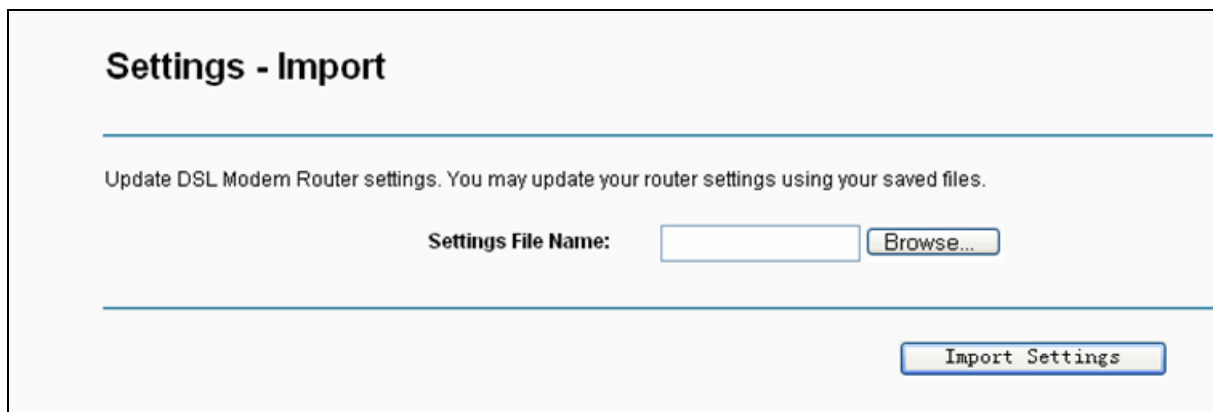 Settings - Import
Update DSL Modem Router settings. You may update your router settings using your saved files.
Settings File Name: Browse...
Import Settings